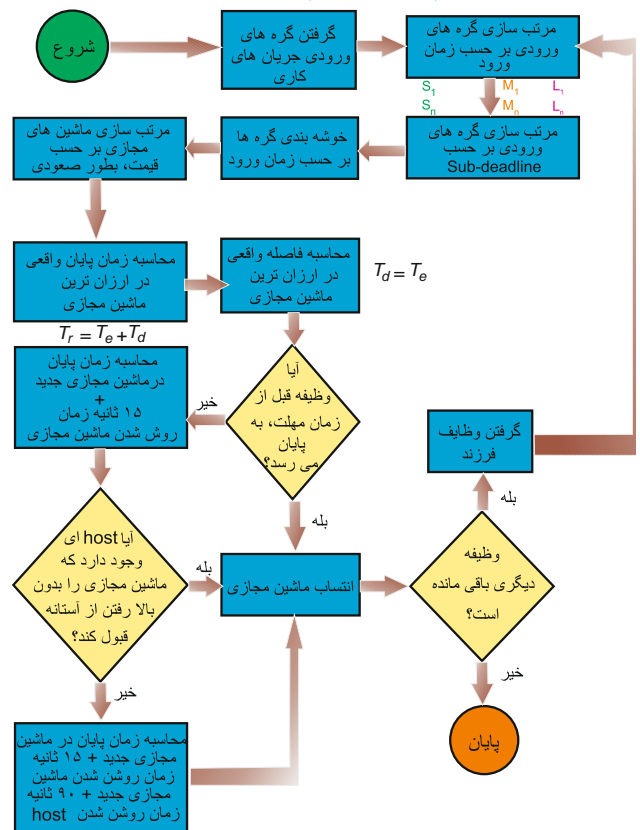 شروع
گرفتن گره های
ورودی جریان های
کاری
مرتب سازی گره های
ورودی بر حسب زمان
ورود
S₁ M₁ L₁
Sₙ Mₙ Lₙ
مرتب سازی گره های
ورودی بر حسب
Sub-deadline
خوشه بندی گره ها
بر حسب زمان ورود
مرتب سازی ماشین های
مجازی بر حسب
قیمت، بطور صعودی
محاسبه زمان پایان واقعی
در ارزان ترین
ماشین مجازی
Tᵣ = Tₑ + T_d
محاسبه فاصله واقعی
در ارزان ترین
ماشین مجازی
T_d = Tₑ
آیا
وظیفه قبل از
زمان مهلت، به
پایان
می رسد؟
خیر
محاسبه زمان پایان
درماشین مجازی جدید
+
۱۵ ثانیه زمان
روش شدن ماشین مجازی
بله
آیا host ای
وجود دارد که
ماشین مجازی را بدون
بالا رفتن از آستانه
قبول کند؟
بله
انتساب ماشین مجازی
خیر
محاسبه زمان پایان در ماشین
مجازی جدید + ۱۵ ثانیه
زمان روشن شدن ماشین
مجازی جدید + ۹۰ ثانیه
زمان روشن شدن host
وظیفه
دیگری باقی مانده
است؟
بله
گرفتن وظایف
فرزند
خیر
پایان